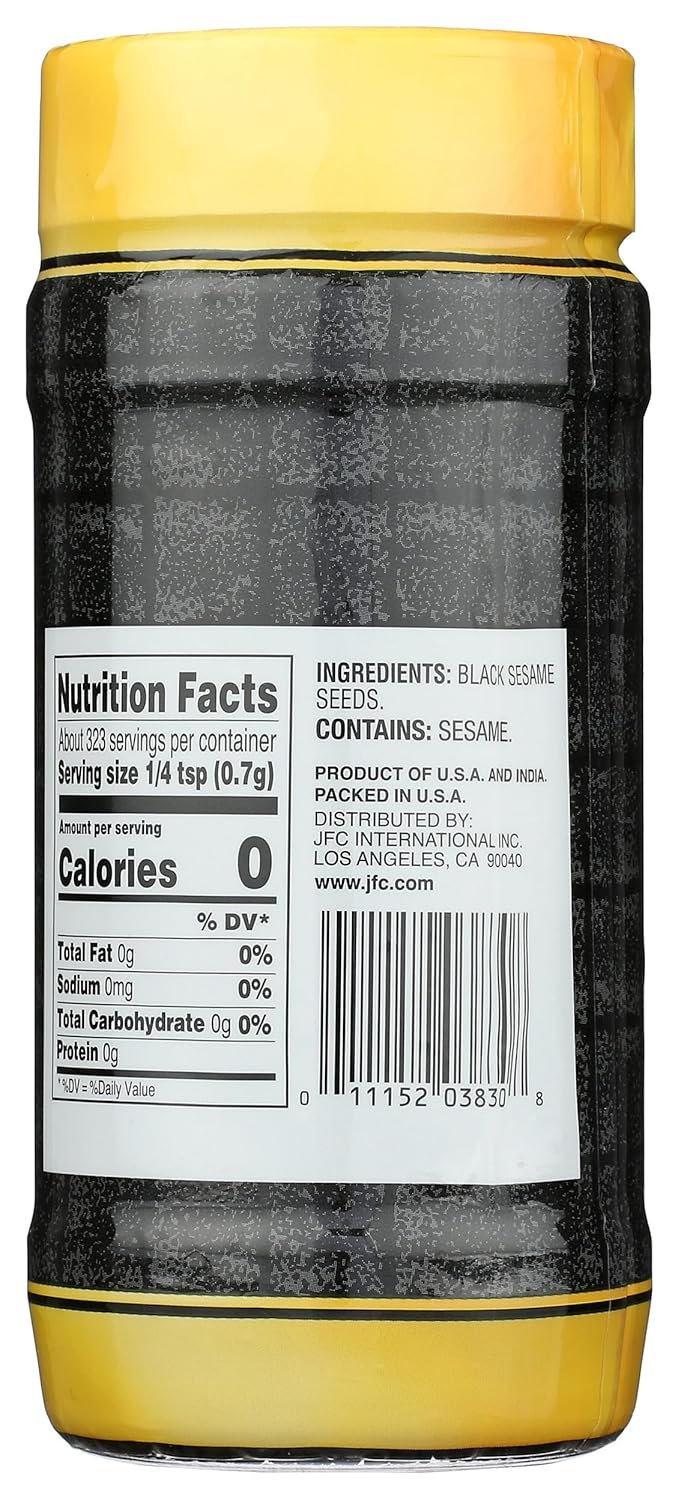 Nutrition Facts
About 323 servings per container
Serving size 1/4 tsp (0.7g)
Amount per serving
Calories 0
% DV*
Total Fat 0g 0%
Sodium 0mg 0%
Total Carbohydrate 0g 0%
Protein 0g
*%DV = %Daily Value
INGREDIENTS: BLACK SESAME
SEEDS.
CONTAINS: SESAME.
PRODUCT OF U.S.A. AND INDIA.
PACKED IN U.S.A.
DISTRIBUTED BY:
JFC INTERNATIONAL INC.
LOS ANGELES, CA 90040
www.jfc.com
0 11152 03830 8